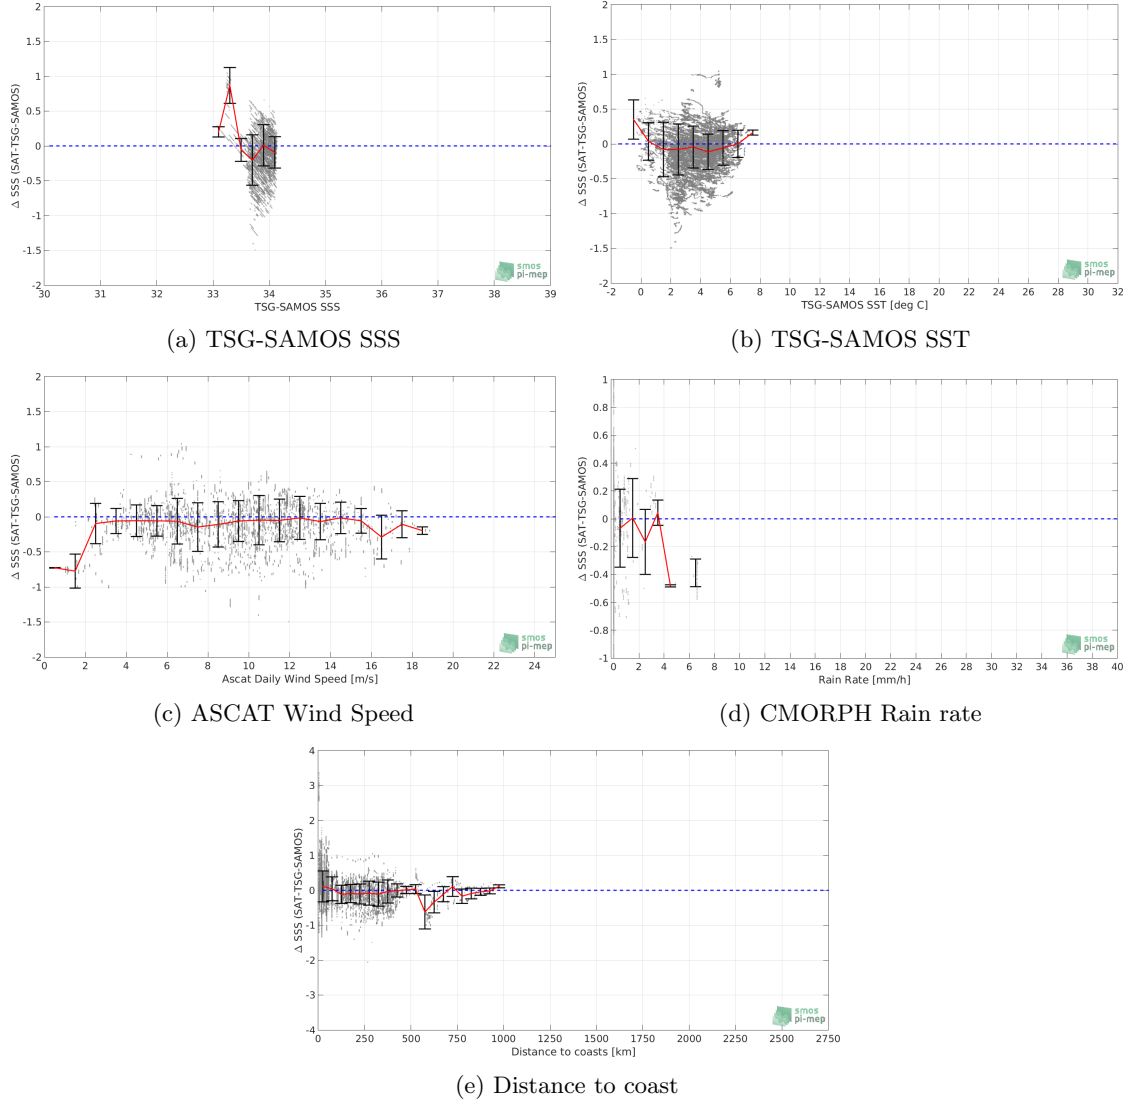 2
1.5
1
0.5
0
-0.5
-1
-1.5
-2
Δ SSS (SAT-TSG-SAMOS)
30 31 32 33 34 35 36 37 38 39
TSG-SAMOS SSS
smos
pi-mep
(a) TSG-SAMOS SSS
2
1.5
1
0.5
0
-0.5
-1
-1.5
-2
Δ SSS (SAT-TSG-SAMOS)
-2 0 2 4 6 8 10 12 14 16 18 20 22 24 26 28 30 32
TSG-SAMOS SST [deg C]
smos
pi-mep
(b) TSG-SAMOS SST
2
1.5
1
0.5
0
-0.5
-1
-1.5
-2
Δ SSS (SAT-TSG-SAMOS)
0 2 4 6 8 10 12 14 16 18 20 22 24
Ascat Daily Wind Speed [m/s]
smos
pi-mep
(c) ASCAT Wind Speed
1
0.8
0.6
0.4
0.2
0
-0.2
-0.4
-0.6
-0.8
-1
Δ SSS (SAT-TSG-SAMOS)
0 2 4 6 8 10 12 14 16 18 20 22 24 26 28 30 32 34 36 38 40
Rain Rate [mm/h]
smos
pi-mep
(d) CMORPH Rain rate
4
3
2
1
0
-1
-2
-3
-4
Δ SSS (SAT-TSG-SAMOS)
0 250 500 750 1000 1250 1500 1750 2000 2250 2500 2750
Distance to coasts [km]
smos
pi-mep
(e) Distance to coast